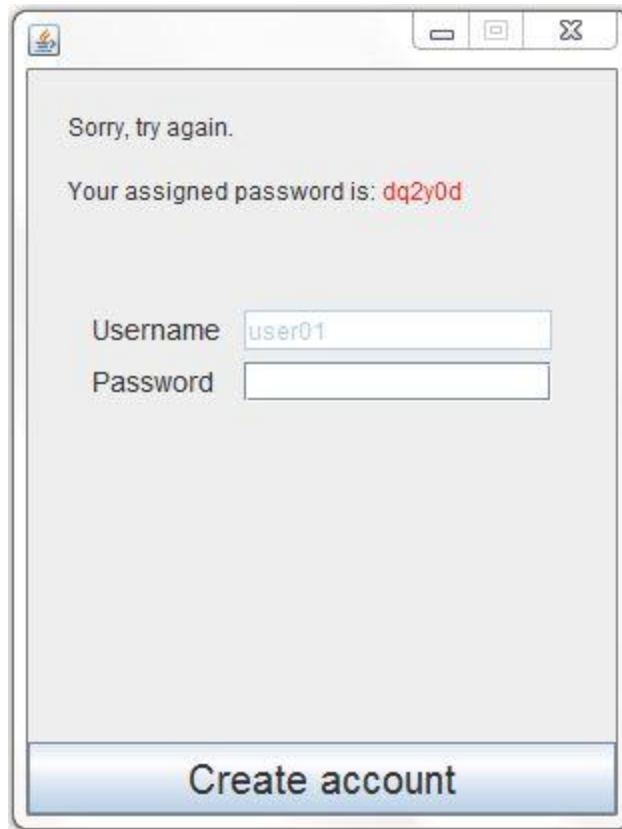 Sorry, try again.
Your assigned password is: dq2y0d
Username user01
Password
Create account